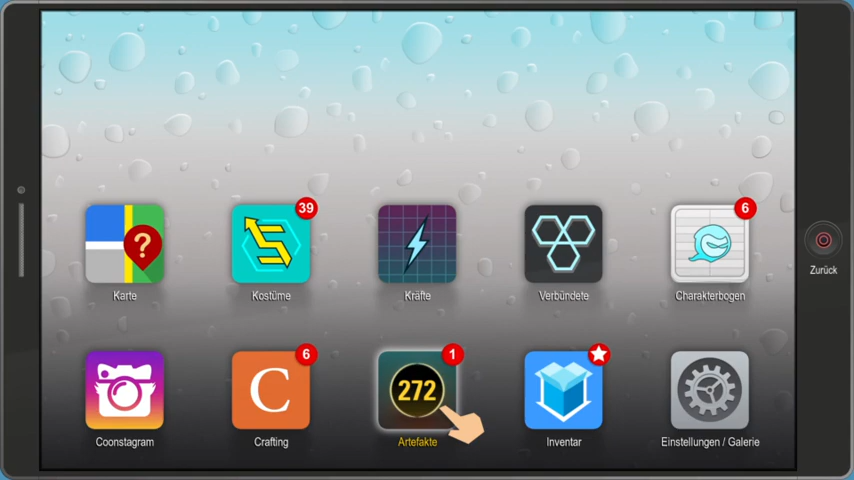 39
6
?
Zurück
Karte
Kostüme
Kräfte
Verbündete
Charakterbogen
6
1
C
272
Coonstagram
Crafting
Artefakte
Inventar
Einstellungen / Galerie